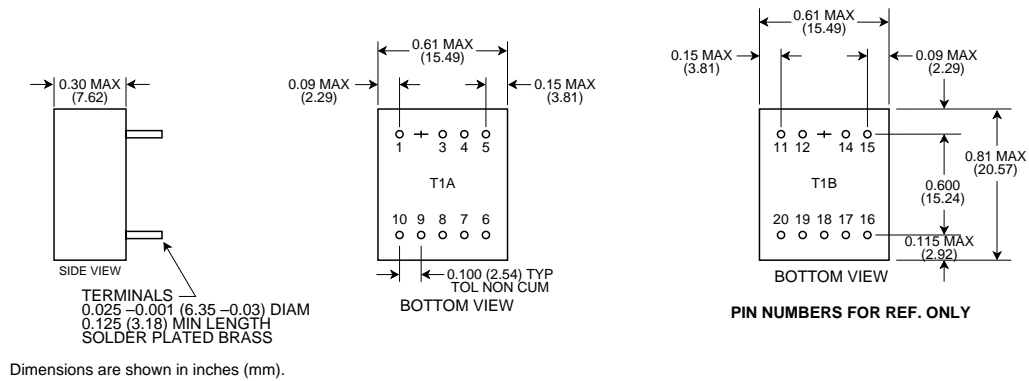 0.30 MAX
(7.62)
SIDE VIEW
TERMINALS
0.025 –0.001 (6.35 –0.03) DIAM
0.125 (3.18) MIN LENGTH
SOLDER PLATED BRASS
0.61 MAX
(15.49)
0.09 MAX
(2.29)
0.15 MAX
(3.81)
1 3 4 5
T1A
10 9 8 7 6
0.100 (2.54) TYP
TOL NON CUM
BOTTOM VIEW
0.61 MAX
(15.49)
0.15 MAX
(3.81)
0.09 MAX
(2.29)
11 12 14 15
T1B
20 19 18 17 16
0.81 MAX
(20.57)
0.600
(15.24)
0.115 MAX
(2.92)
BOTTOM VIEW
PIN NUMBERS FOR REF. ONLY
Dimensions are shown in inches (mm).